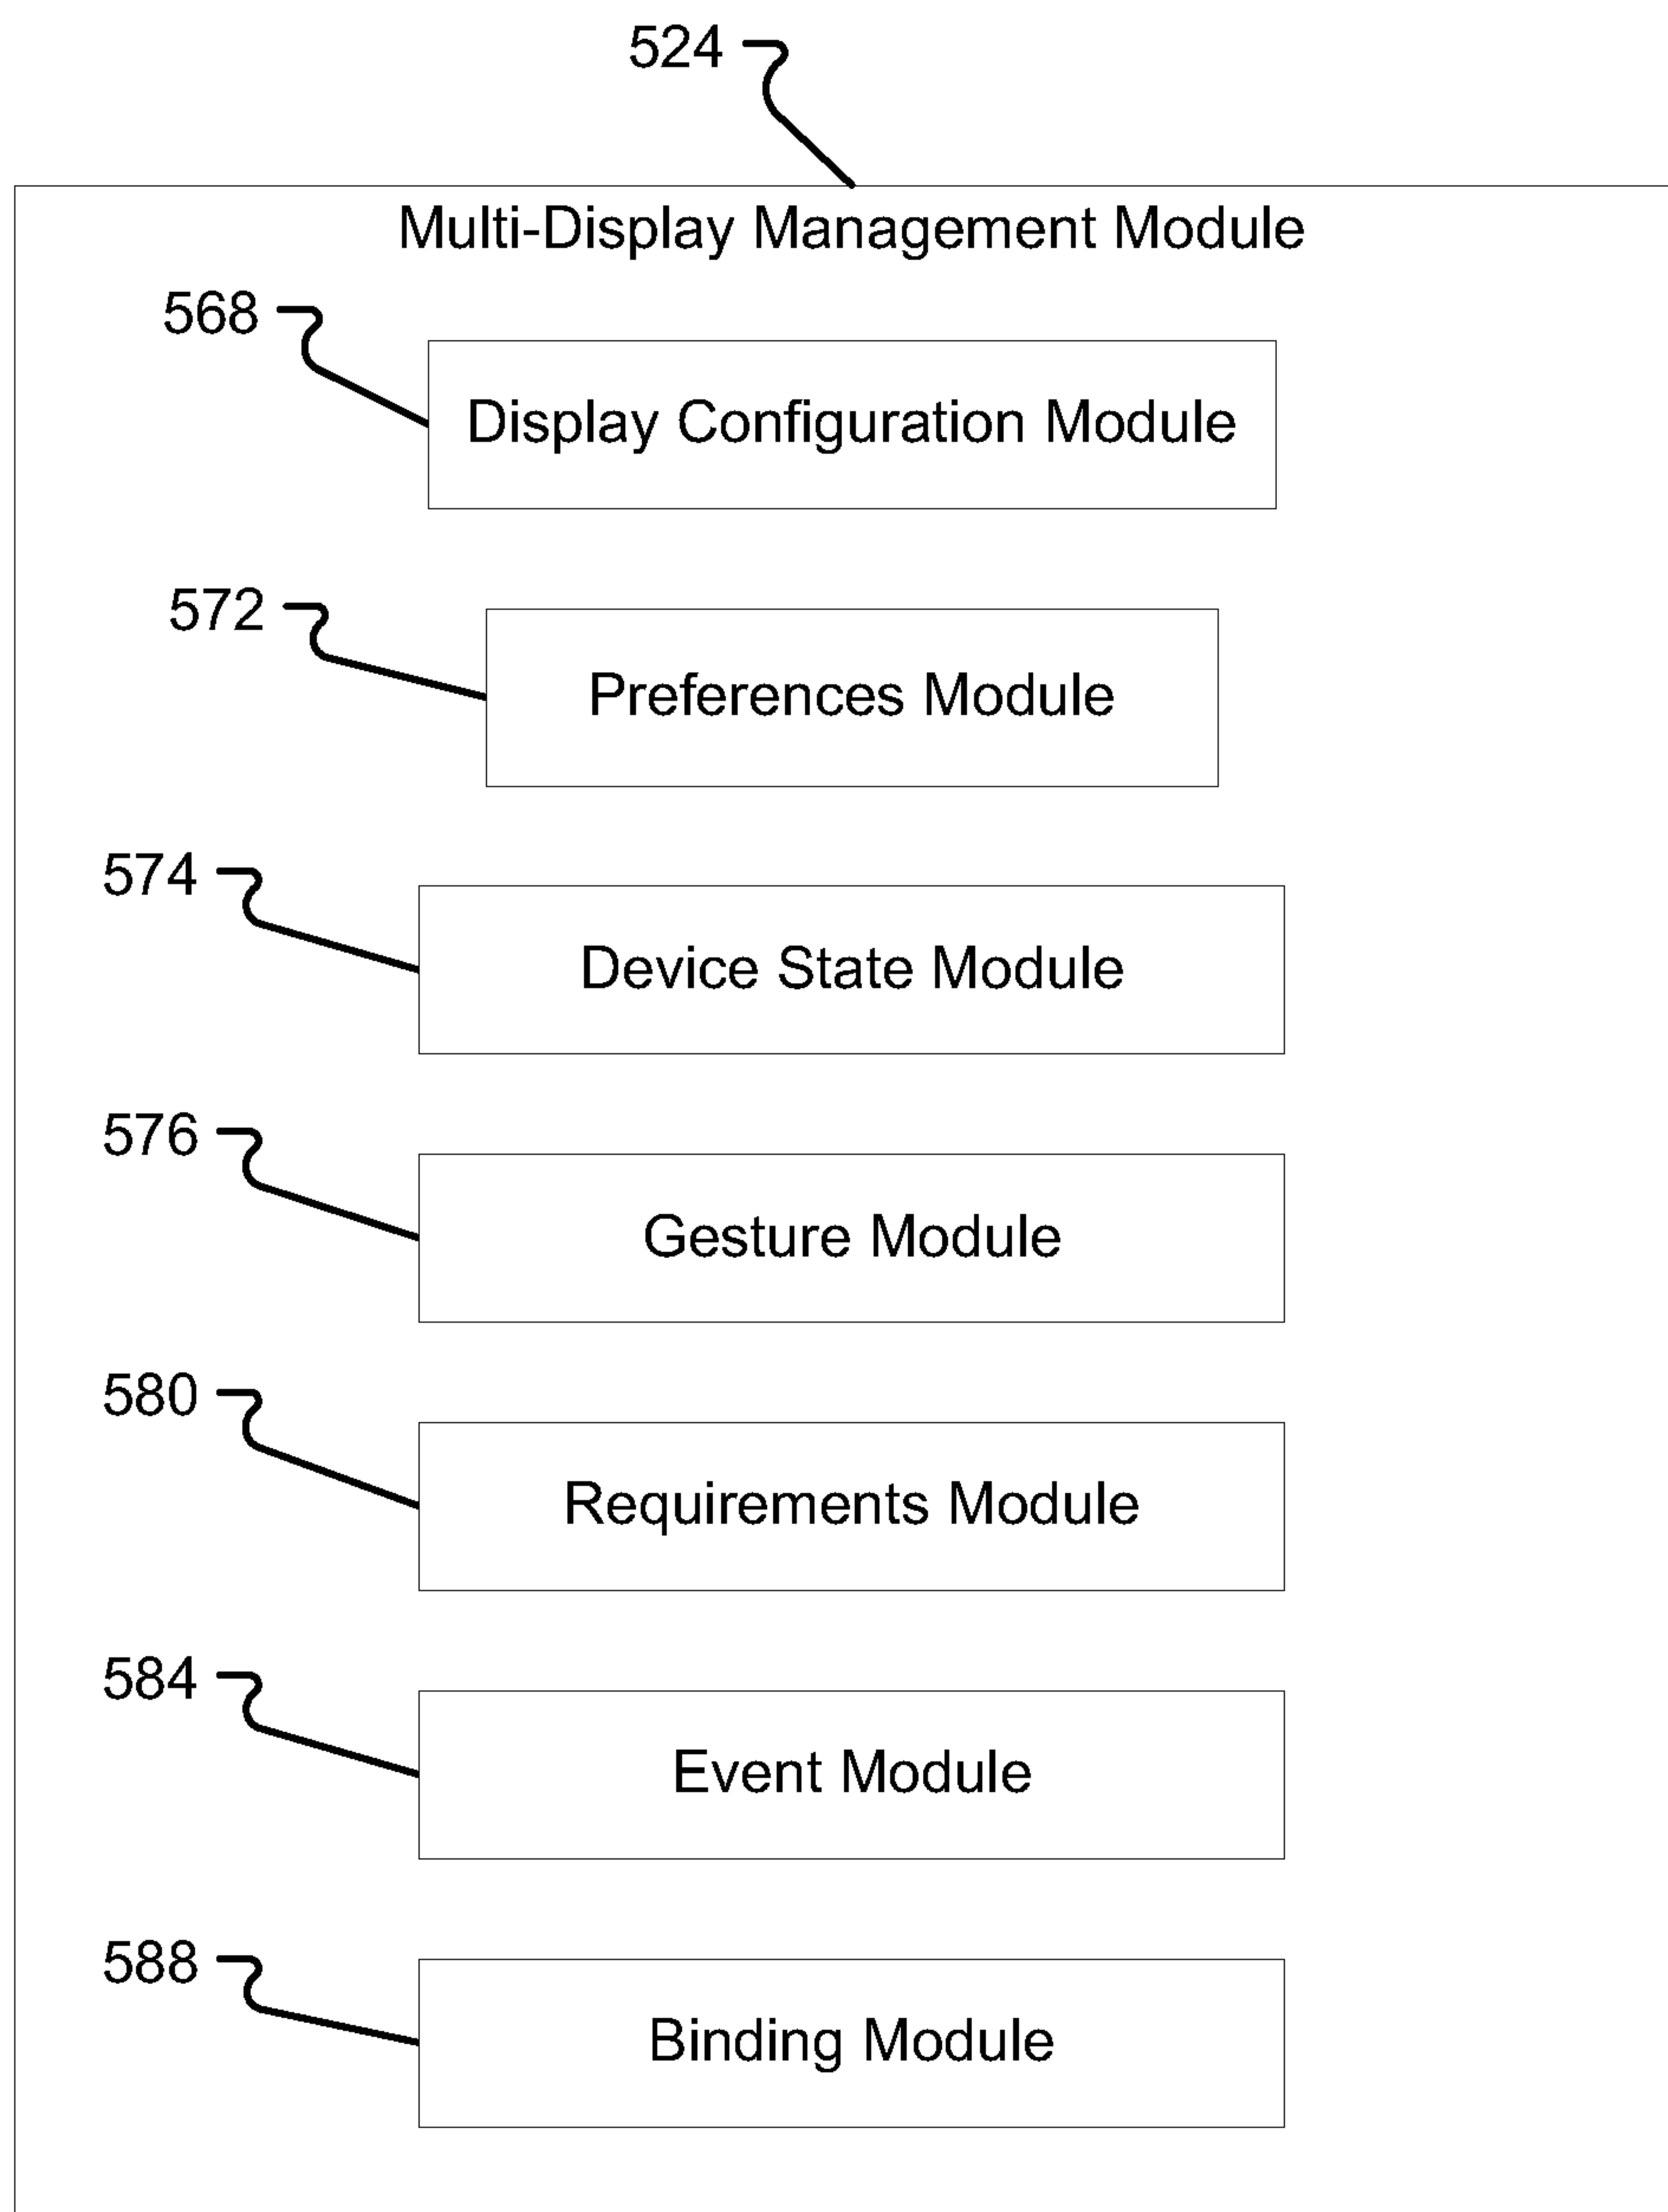 524
Multi-Display Management Module
568
Display Configuration Module
572
Preferences Module
574
Device State Module
576
Gesture Module
580
Requirements Module
584
Event Module
588
Binding Module